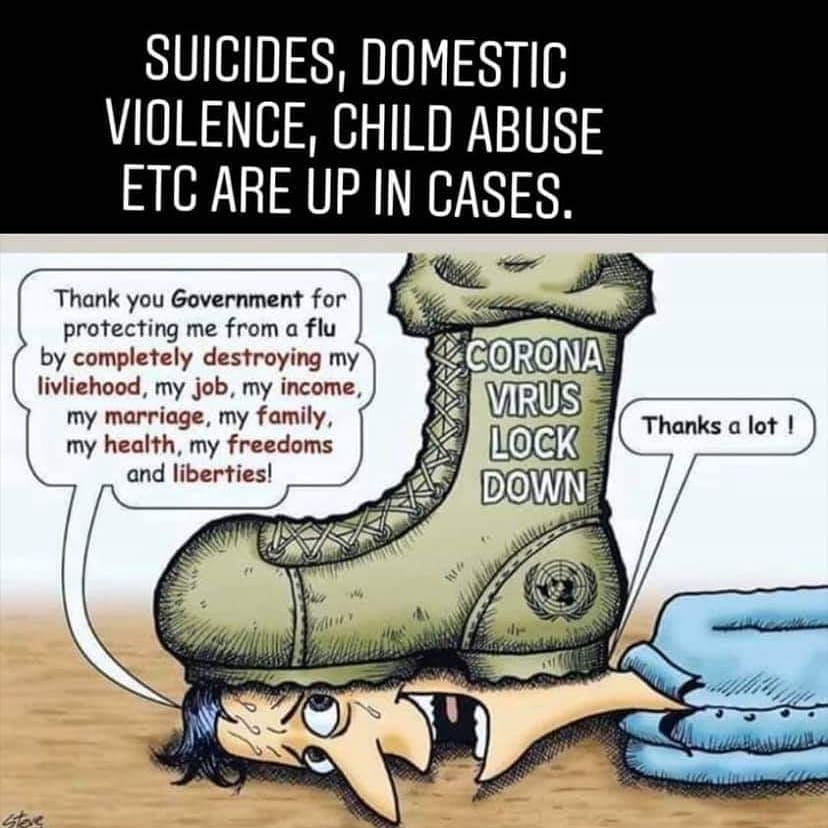 SUICIDES, DOMESTIC
VIOLENCE, CHILD ABUSE
ETC ARE UP IN CASES.
Thank you Government for
protecting me from a flu
by completely destroying my
livliehood, my job, my income,
my marriage, my family,
my health, my freedoms
and liberties!
CORONA
VIRUS
LOCK
DOWN
Thanks a lot !
Steve